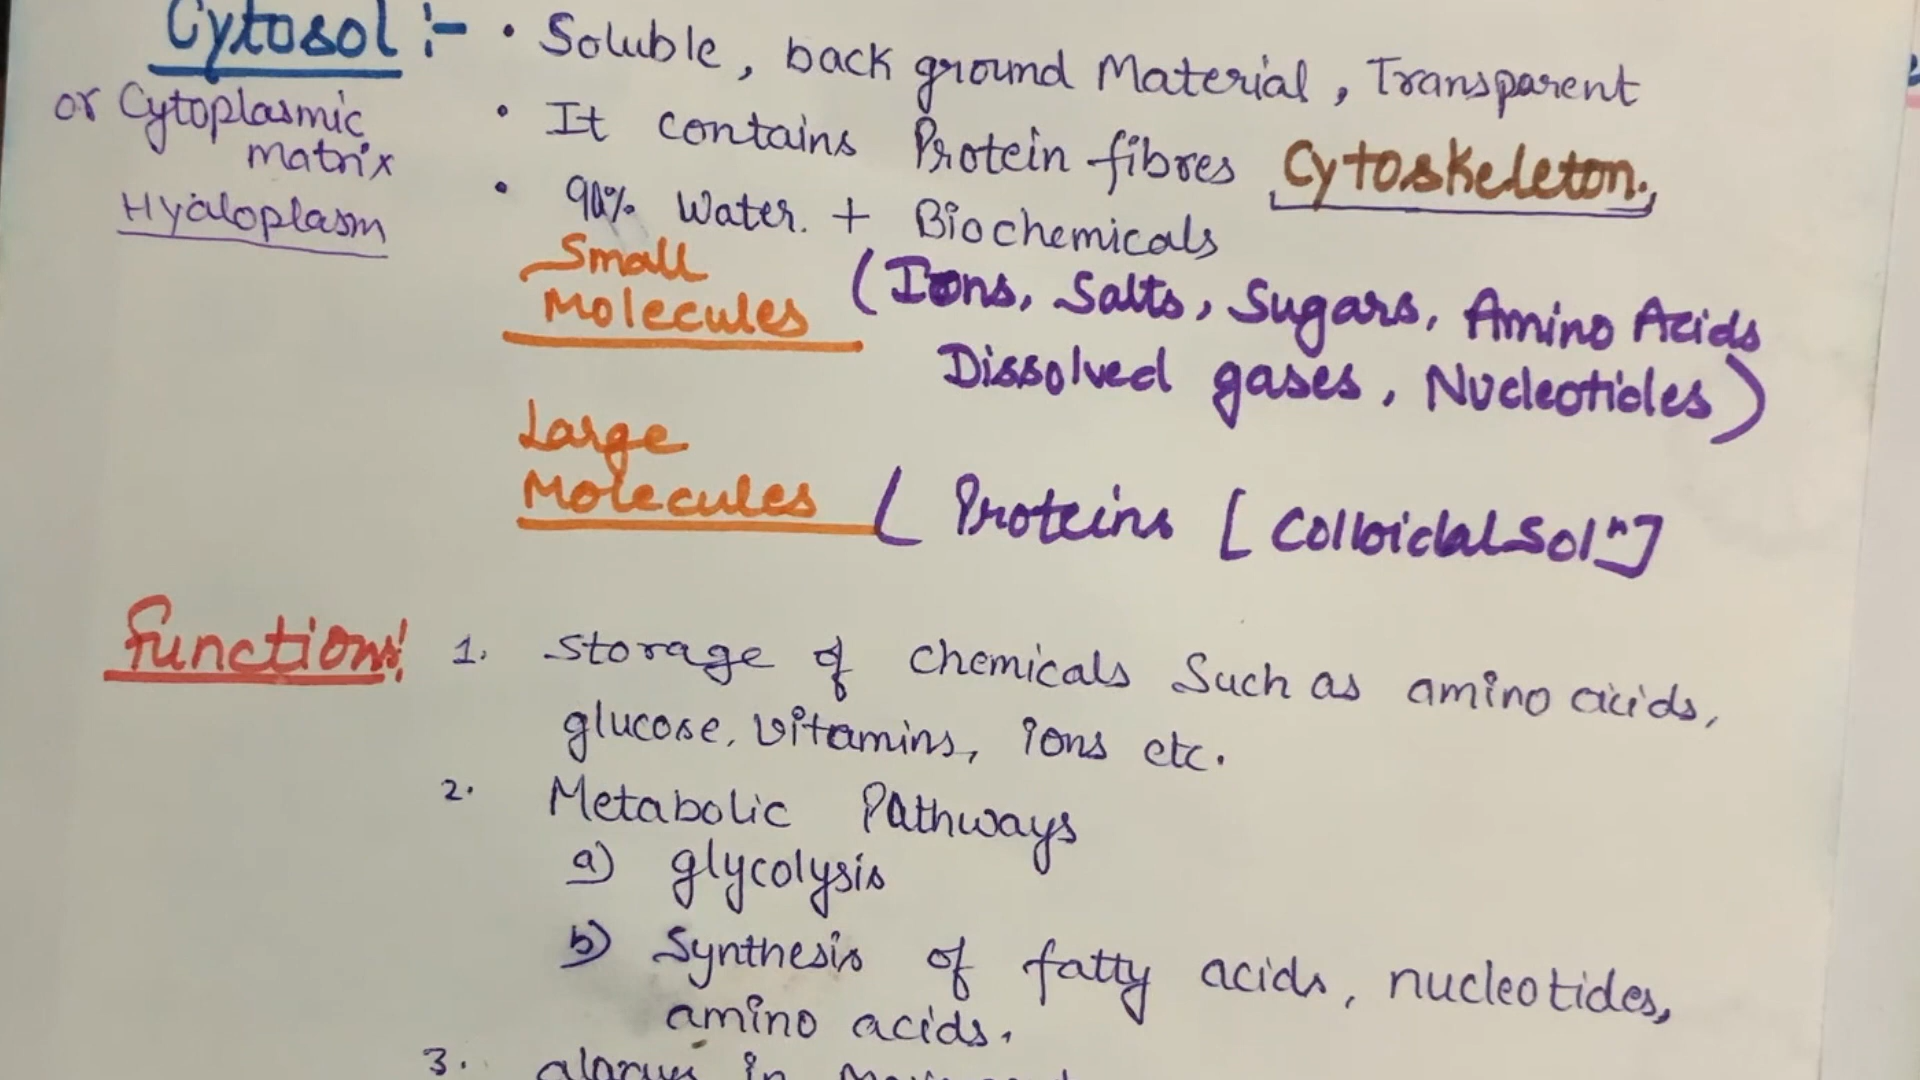 Cytosol :- • Soluble, back ground Material, Transparent
or Cytoplasmic matrix
Hyaloplasm
• It contains Protein fibres Cytoskeleton.
• 90% Water. + Biochemicals
Small Molecules (Ions, Salts, Sugars, Amino Acids
Dissolved gases, Nucleotides)
Large Molecules ( Proteins [Colloidal Solⁿ]
Functions! 1. Storage of chemicals Such as amino acids,
glucose, vitamins, ions etc.
2. Metabolic Pathways
a) glycolysis
b) Synthesis of fatty acids, nucleotides,
amino acids.
3. in